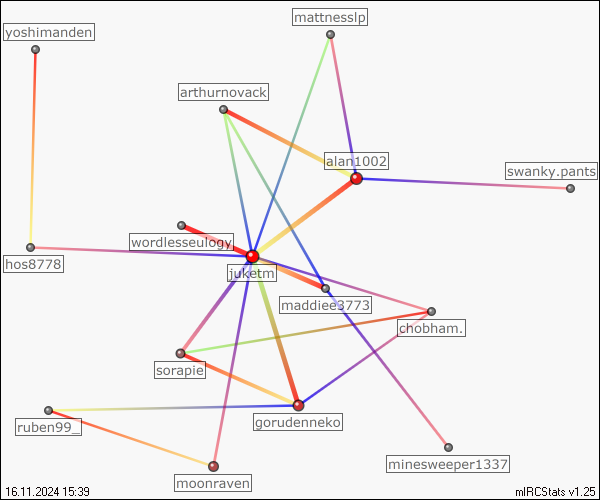 mattnesslp
yoshimanden
arthurnovack
alan1002
swanky.pants
wordlesseulogy
hos8778
juketm
maddiee3773
chobham.
sorapie
gorudenneko
ruben99_
minesweeper1337
moonraven
16.11.2024 15:39
mIRCStats v1.25